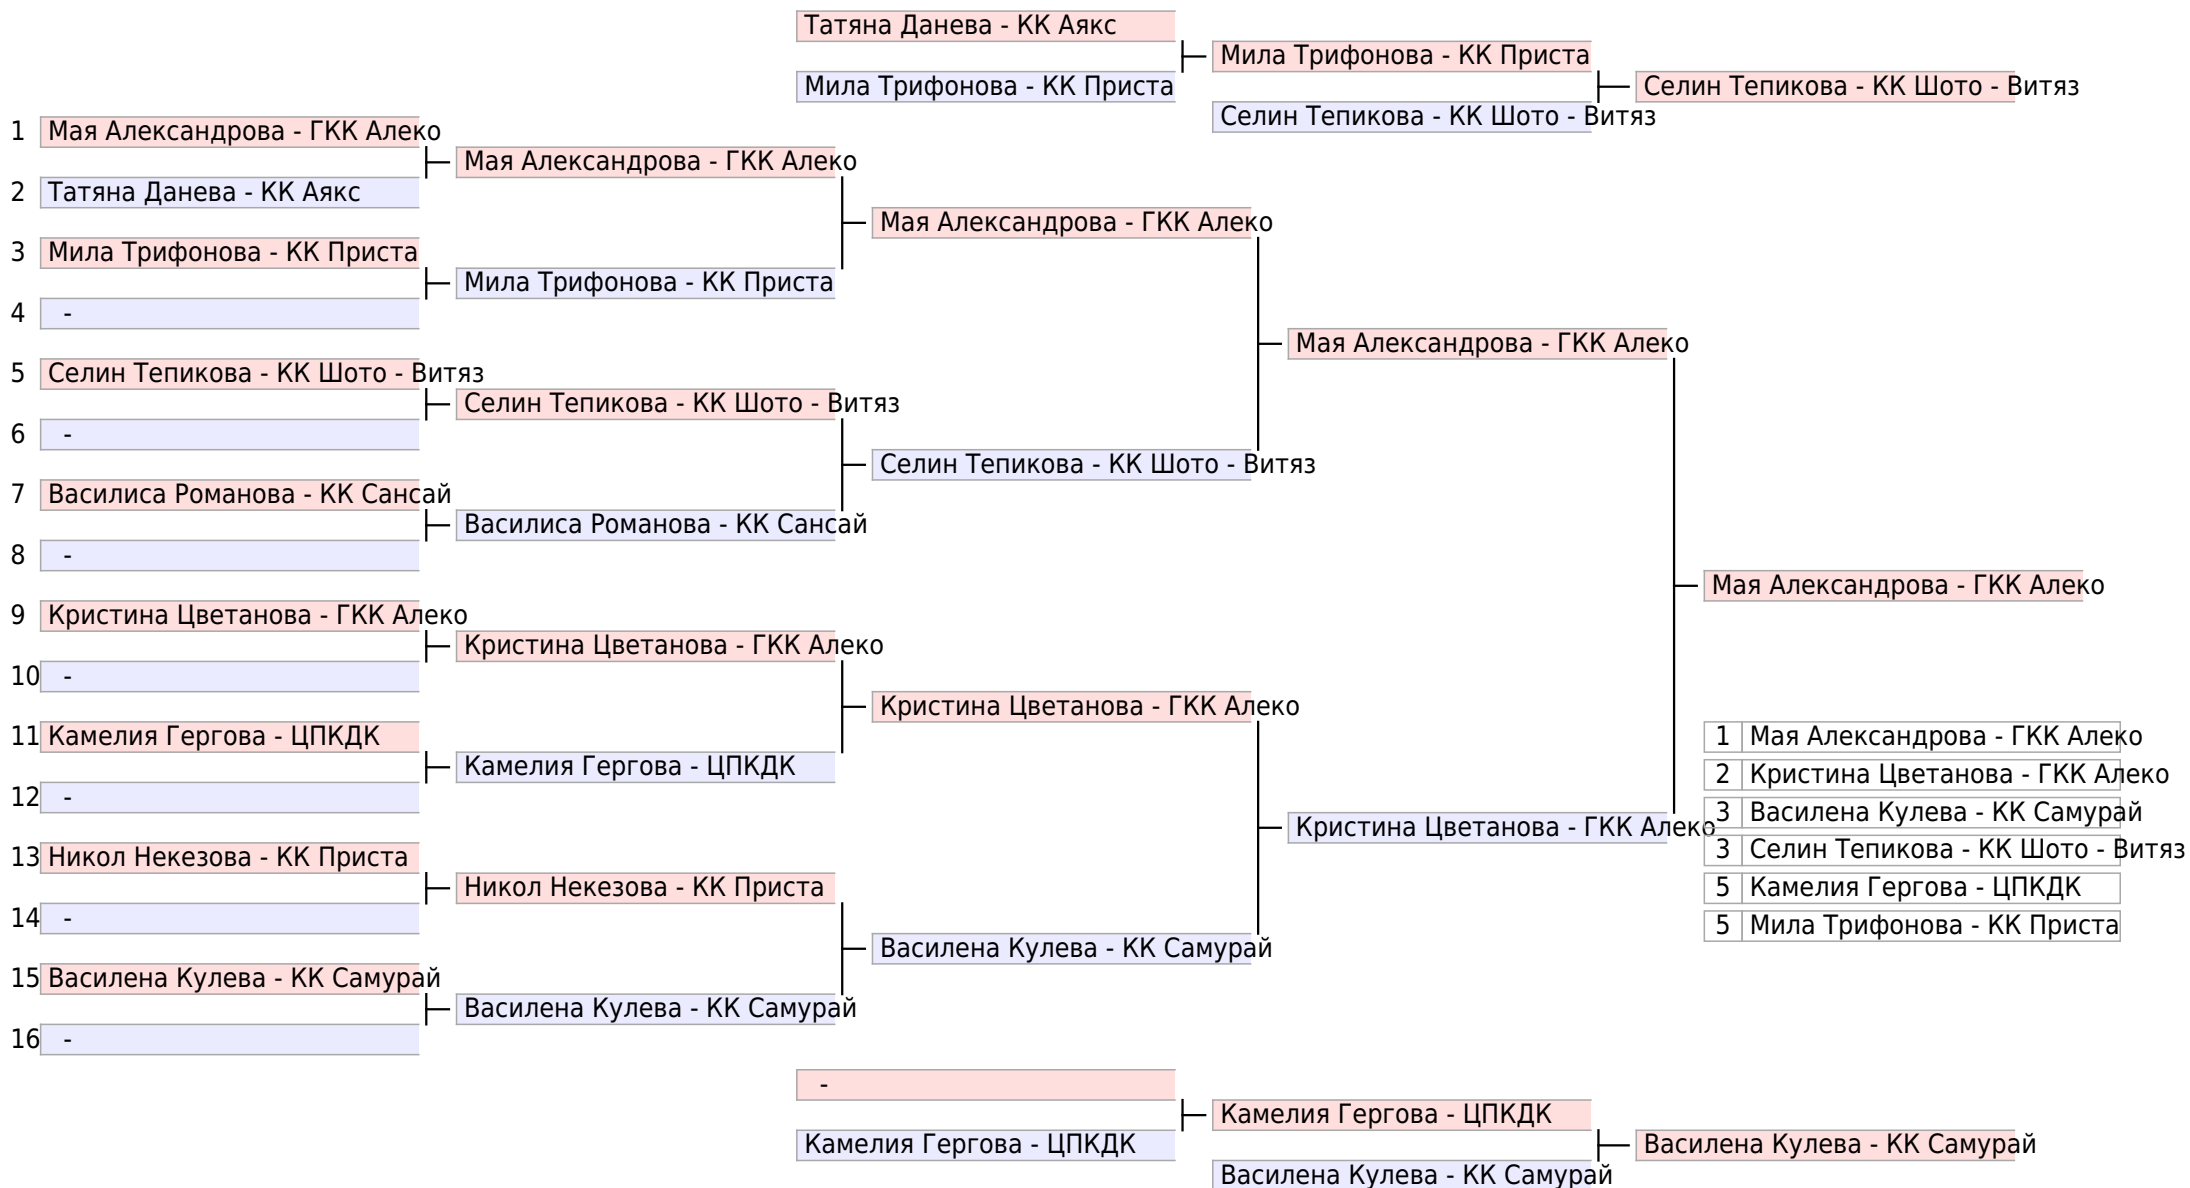 Татяна Данева - КК Аякс
Мила Трифонова - КК Приста
Мила Трифонова - КК Приста
Селин Тепикова - КК Шото - Витяз
Селин Тепикова - КК Шото - Витяз
1 Мая Александрова - ГКК Алеко
2 Татяна Данева - КК Аякс
3 Мила Трифонова - КК Приста
4 -
5 Селин Тепикова - КК Шото - Витяз
6 -
7 Василиса Романова - КК Сансай
8 -
9 Кристина Цветанова - ГКК Алеко
10 -
11 Камелия Гергова - ЦПКДК
12 -
13 Никол Некезова - КК Приста
14 -
15 Василена Кулева - КК Самурай
16 -
Мая Александрова - ГКК Алеко
Мила Трифонова - КК Приста
Селин Тепикова - КК Шото - Витяз
Василиса Романова - КК Сансай
Кристина Цветанова - ГКК Алеко
Камелия Гергова - ЦПКДК
Никол Некезова - КК Приста
Василена Кулева - КК Самурай
Мая Александрова - ГКК Алеко
Селин Тепикова - КК Шото - Витяз
Кристина Цветанова - ГКК Алеко
Василена Кулева - КК Самурай
Мая Александрова - ГКК Алеко
Кристина Цветанова - ГКК Алеко
Мая Александрова - ГКК Алеко
1 Мая Александрова - ГКК Алеко
2 Кристина Цветанова - ГКК Алеко
3 Василена Кулева - КК Самурай
3 Селин Тепикова - КК Шото - Витяз
5 Камелия Гергова - ЦПКДК
5 Мила Трифонова - КК Приста
-
Камелия Гергова - ЦПКДК
Камелия Гергова - ЦПКДК
Василена Кулева - КК Самурай
Василена Кулева - КК Самурай